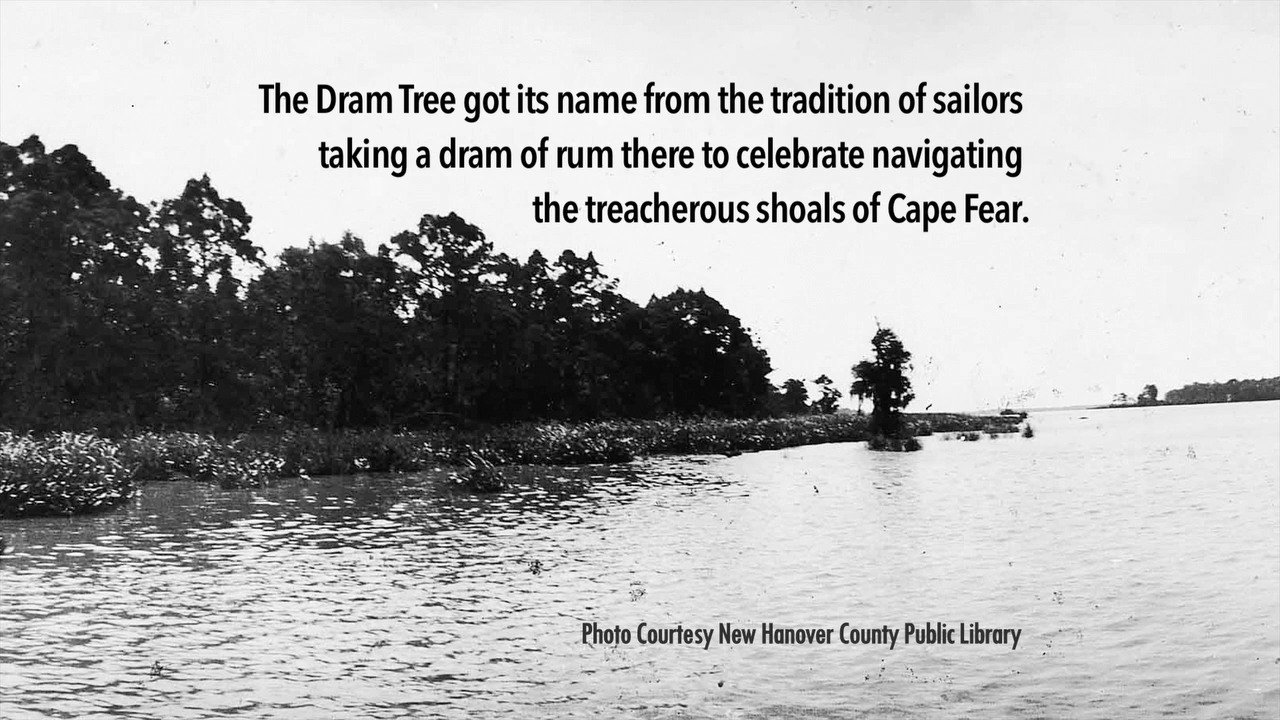 The Dram Tree got its name from the tradition of sailors
taking a dram of rum there to celebrate navigating
the treacherous shoals of Cape Fear.
Photo Courtesy New Hanover County Public Library